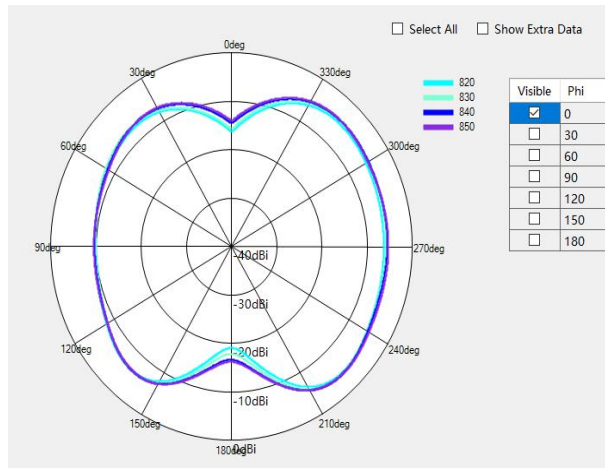 Select All
Show Extra Data
0deg
30deg
330deg
820
830
840
850
Visible Phi
0
30
60
90
120
150
180
60deg
300deg
90deg
270deg
-40dBi
-30dBi
120deg
240deg
-20dBi
-10dBi
150deg
210deg
180deg
0dBi